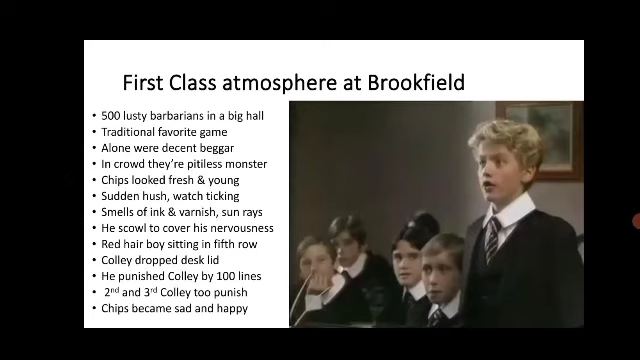 First Class atmosphere at Brookfield
• 500 lusty barbarians in a big hall
• Traditional favorite game
• Alone were decent beggar
• In crowd they're pitiless monster
• Chips looked fresh & young
• Sudden hush, watch ticking
• Smells of ink & varnish, sun rays
• He scowl to cover his nervousness
• Red hair boy sitting in fifth row
• Colley dropped desk lid
• He punished Colley by 100 lines
• 2nd and 3rd Colley too punish
• Chips became sad and happy